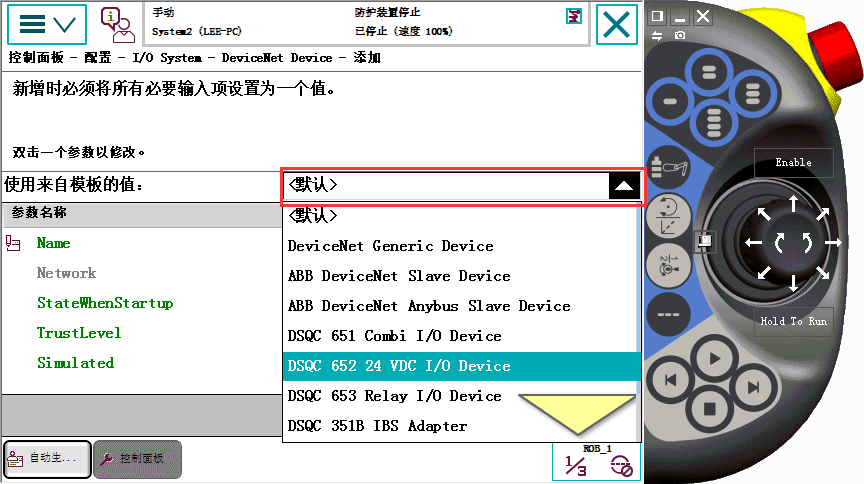 手动
防护装置停止
System2 (LEE-PC)
已停止 (速度 100%)
控制面板 - 配置 - I/O System - DeviceNet Device - 添加
新增时必须将所有必要输入项设置为一个值。
双击一个参数以修改。
使用来自模板的值:
<默认>
参数名称
<默认>
Name
DeviceNet Generic Device
Network
ABB DeviceNet Slave Device
StateWhenStartup
ABB DeviceNet Anybus Slave Device
TrustLevel
DSQC 651 Combi I/O Device
Simulated
DSQC 652 24 VDC I/O Device
DSQC 653 Relay I/O Device
DSQC 351B IBS Adapter
自动生...
控制面板
ROB_1
1/3
Enable
Hold To Run